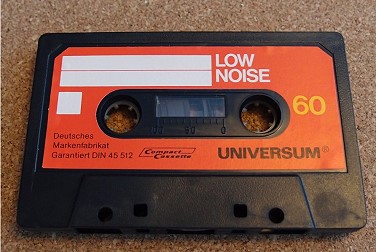 LOW
NOISE
60
Deutsches
Markenfabrikat
Garantiert DIN 45 512
Compact
Cassette
UNIVERSUM®